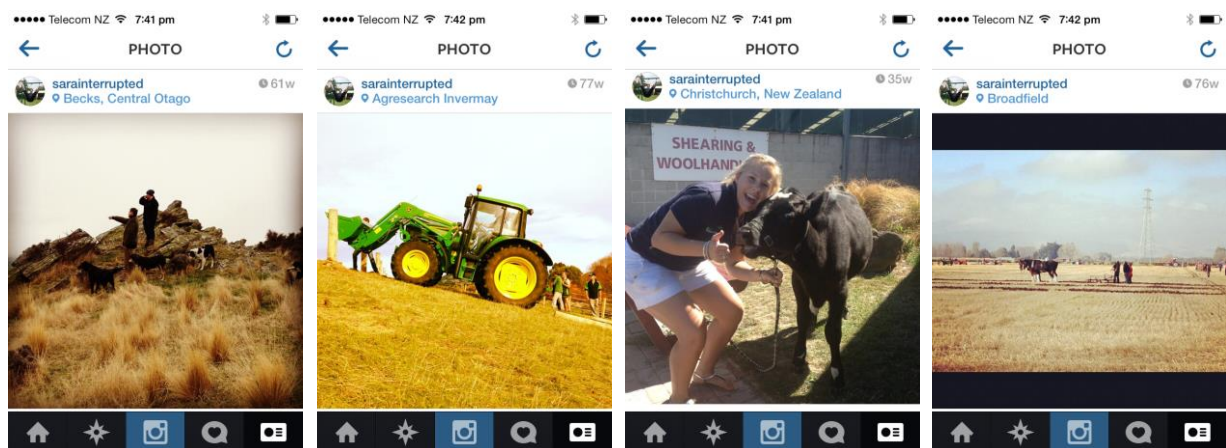 Telecom NZ 7:41 pm
PHOTO
sarainterrupted 61w
Becks, Central Otago
Telecom NZ 7:42 pm
PHOTO
sarainterrupted 77w
Agresearch Invermay
Telecom NZ 7:41 pm
PHOTO
sarainterrupted 35w
Christchurch, New Zealand
SHEARING &
Telecom NZ 7:42 pm
PHOTO
sarainterrupted 76w
Broadfield